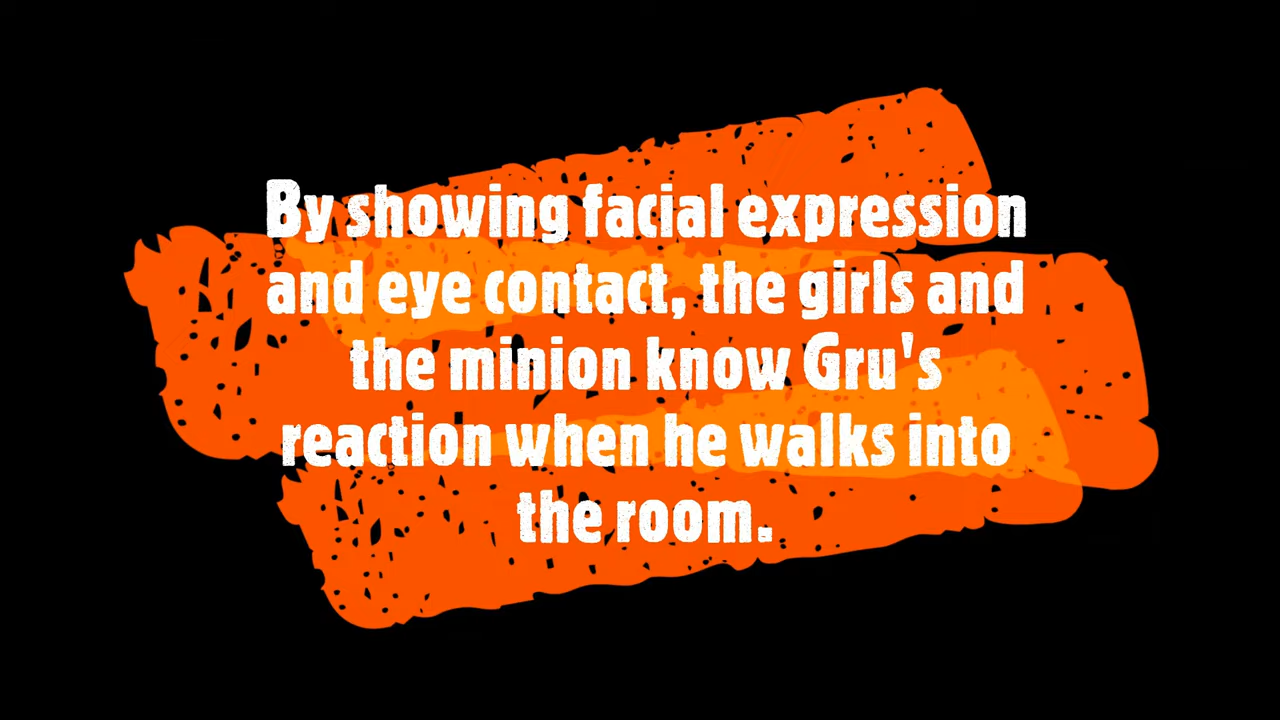 By showing facial expression
and eye contact, the girls and
the minion know Gru's
reaction when he walks into
the room.